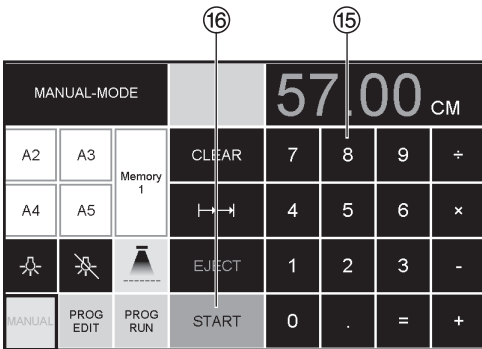 ⑯ ⑮
MANUAL-MODE 57.00 CM
A2 A3 Memory 1 CLEAR 7 8 9 ÷
A4 A5 4 5 6 ×
EJECT 1 2 3 -
MANUAL PROG EDIT PROG RUN START 0 . = +